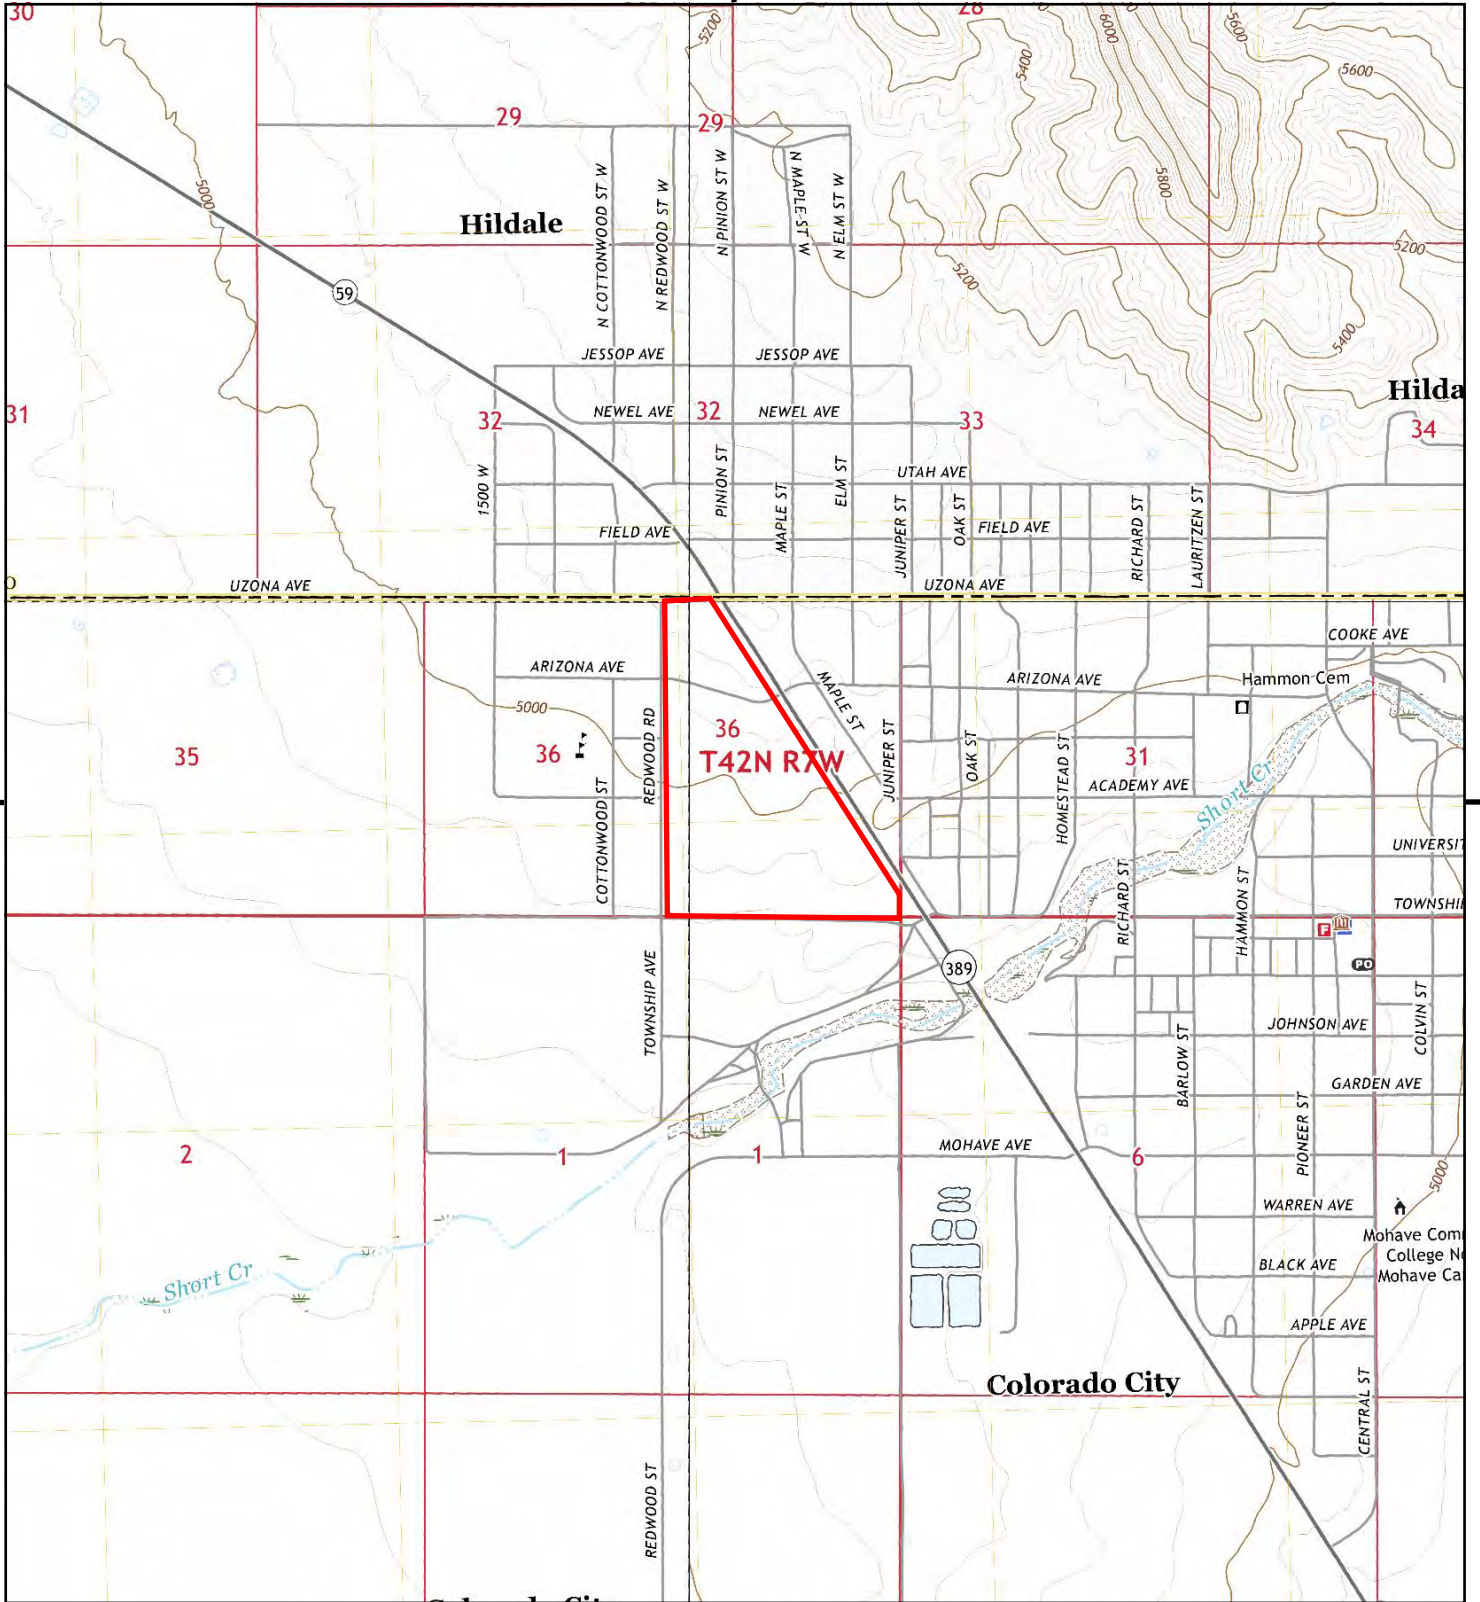 30
28
5200
5400
6000
5600
5600
29
29
5000
5800
N COTTONWOOD ST W
N REDWOOD ST W
N PINION ST W
N MAPLE ST W
N ELM ST W
Hildale
5200
5200
59
5400
JESSOP AVE
JESSOP AVE
Hilda
31
32
NEWEL AVE
32
NEWEL AVE
33
34
1500 W
PINION ST
MAPLE ST
ELM ST
UTAH AVE
JUNIPER ST
OAK ST
FIELD AVE
FIELD AVE
RICHARD ST
LAURITZEN ST
UZONA AVE
UZONA AVE
COOKE AVE
ARIZONA AVE
MAPLE ST
ARIZONA AVE
Hammon Cem
5000
REDWOOD RD
36
JUNIPER ST
OAK ST
HOMESTEAD ST
35
36
T42N R7W
31
ACADEMY AVE
Short Cr
COTTONWOOD ST
UNIVERSIT
RICHARD ST
HAMMON ST
TOWNSHI
F
PO
389
TOWNSHIP AVE
JOHNSON AVE
COLVIN ST
BARLOW ST
GARDEN AVE
PIONEER ST
2
1
1
MOHAVE AVE
6
5000
WARREN AVE
Mohave Com
College N
Mohave Ca
BLACK AVE
Short Cr
APPLE AVE
Colorado City
CENTRAL ST
REDWOOD ST